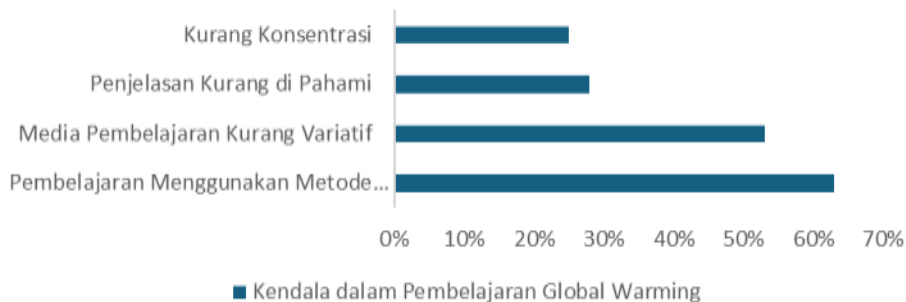 Kurang Konsentrasi
Penjelasan Kurang di Pahami
Media Pembelajaran Kurang Variatif
Pembelajaran Menggunakan Metode...
0% 10% 20% 30% 40% 50% 60% 70%
Kendala dalam Pembelajaran Global Warming